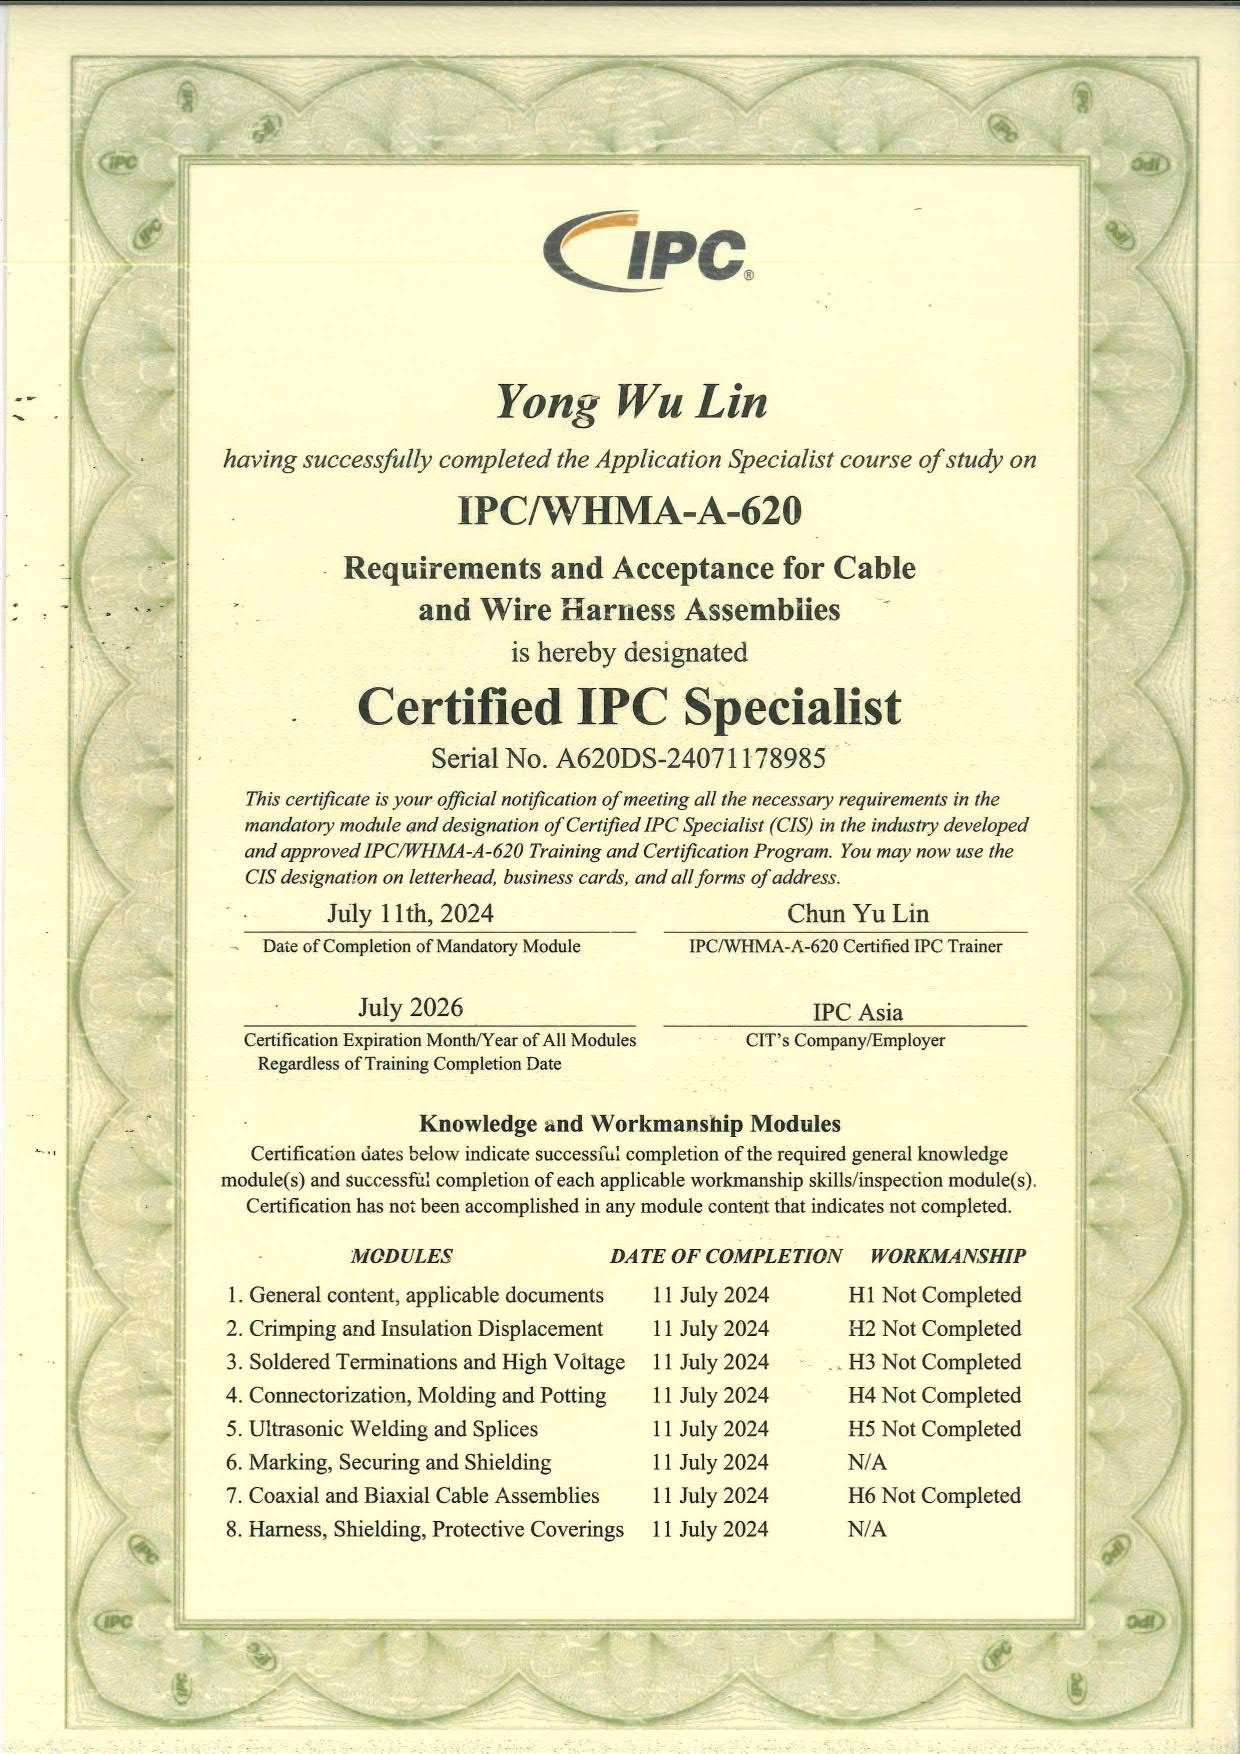 IPC®
Yong Wu Lin
having successfully completed the Application Specialist course of study on
IPC/WHMA-A-620
Requirements and Acceptance for Cable
and Wire Harness Assemblies
is hereby designated
Certified IPC Specialist
Serial No. A620DS-24071178985
This certificate is your official notification of meeting all the necessary requirements in the
mandatory module and designation of Certified IPC Specialist (CIS) in the industry developed
and approved IPC/WHMA-A-620 Training and Certification Program. You may now use the
CIS designation on letterhead, business cards, and all forms of address.
July 11th, 2024 Chun Yu Lin
Date of Completion of Mandatory Module IPC/WHMA-A-620 Certified IPC Trainer
July 2026 IPC Asia
Certification Expiration Month/Year of All Modules CIT's Company/Employer
Regardless of Training Completion Date
Knowledge and Workmanship Modules
Certification dates below indicate successful completion of the required general knowledge
module(s) and successful completion of each applicable workmanship skills/inspection module(s).
Certification has not been accomplished in any module content that indicates not completed.
MODULES DATE OF COMPLETION WORKMANSHIP
1. General content, applicable documents 11 July 2024 H1 Not Completed
2. Crimping and Insulation Displacement 11 July 2024 H2 Not Completed
3. Soldered Terminations and High Voltage 11 July 2024 H3 Not Completed
4. Connectorization, Molding and Potting 11 July 2024 H4 Not Completed
5. Ultrasonic Welding and Splices 11 July 2024 H5 Not Completed
6. Marking, Securing and Shielding 11 July 2024 N/A
7. Coaxial and Biaxial Cable Assemblies 11 July 2024 H6 Not Completed
8. Harness, Shielding, Protective Coverings 11 July 2024 N/A